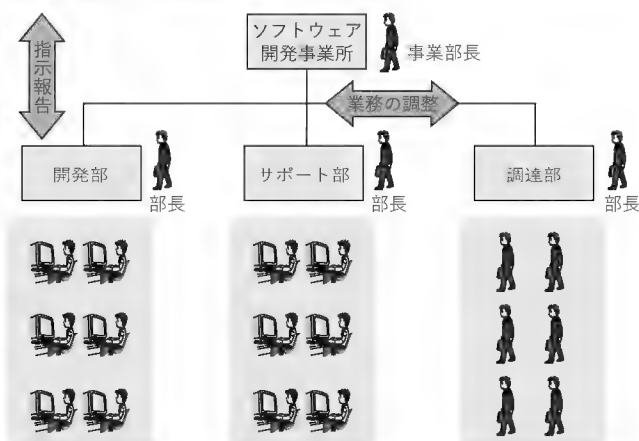 指示報告
ソフトウェア
開発事業所
事業部長
業務の調整
開発部
部長
サポート部
部長
調達部
部長